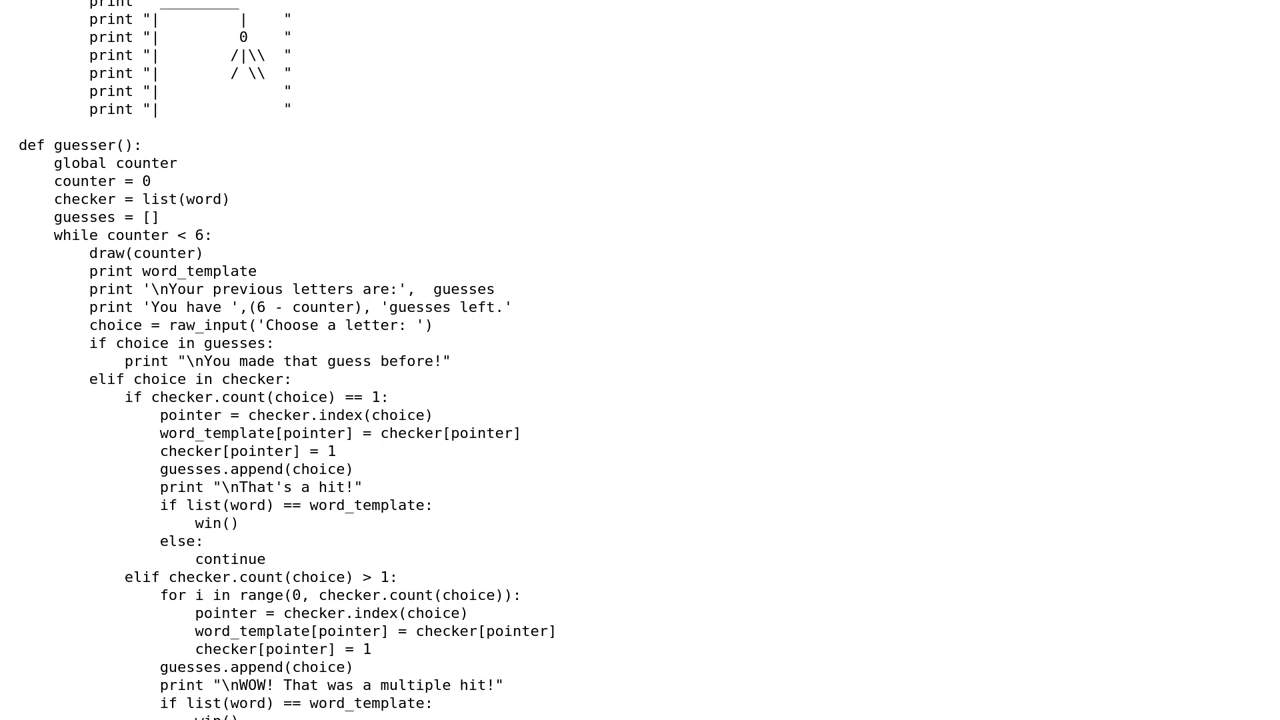 print " _________
        print "|         |    "
        print "|         0    "
        print "|        /|\\  "
        print "|        / \\  "
        print "|              "
        print "|              "

def guesser():
    global counter
    counter = 0
    checker = list(word)
    guesses = []
    while counter < 6:
        draw(counter)
        print word_template
        print '\nYour previous letters are:',  guesses
        print 'You have ',(6 - counter), 'guesses left.'
        choice = raw_input('Choose a letter: ')
        if choice in guesses:
            print "\nYou made that guess before!"
        elif choice in checker:
            if checker.count(choice) == 1:
                pointer = checker.index(choice)
                word_template[pointer] = checker[pointer]
                checker[pointer] = 1
                guesses.append(choice)
                print "\nThat's a hit!"
                if list(word) == word_template:
                    win()
                else:
                    continue
            elif checker.count(choice) > 1:
                for i in range(0, checker.count(choice)):
                    pointer = checker.index(choice)
                    word_template[pointer] = checker[pointer]
                    checker[pointer] = 1
                guesses.append(choice)
                print "\nWOW! That was a multiple hit!"
                if list(word) == word_template:
                    win()